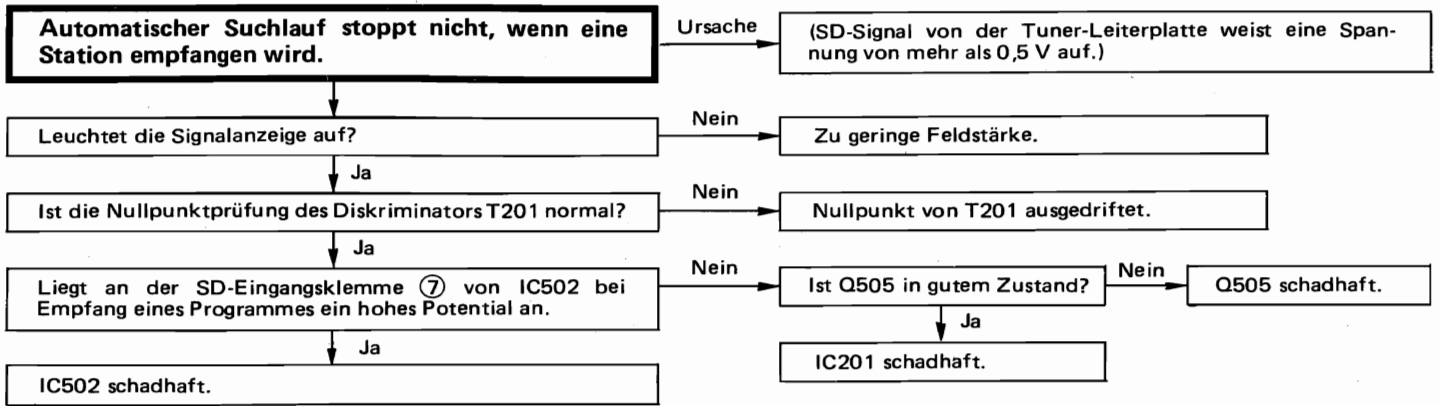 Automatischer Suchlauf stoppt nicht, wenn eine
Station empfangen wird.
Ursache
(SD-Signal von der Tuner-Leiterplatte weist eine Span-
nung von mehr als 0,5 V auf.)
Leuchtet die Signalanzeige auf?
Nein
Zu geringe Feldstärke.
Ja
Ist die Nullpunktprüfung des Diskriminators T201 normal?
Nein
Nullpunkt von T201 ausgedriftet.
Ja
Liegt an der SD-Eingangsklemme ⑦ von IC502 bei
Empfang eines Programmes ein hohes Potential an.
Nein
Ist Q505 in gutem Zustand?
Nein
Q505 schadhaft.
Ja
IC201 schadhaft.
Ja
IC502 schadhaft.